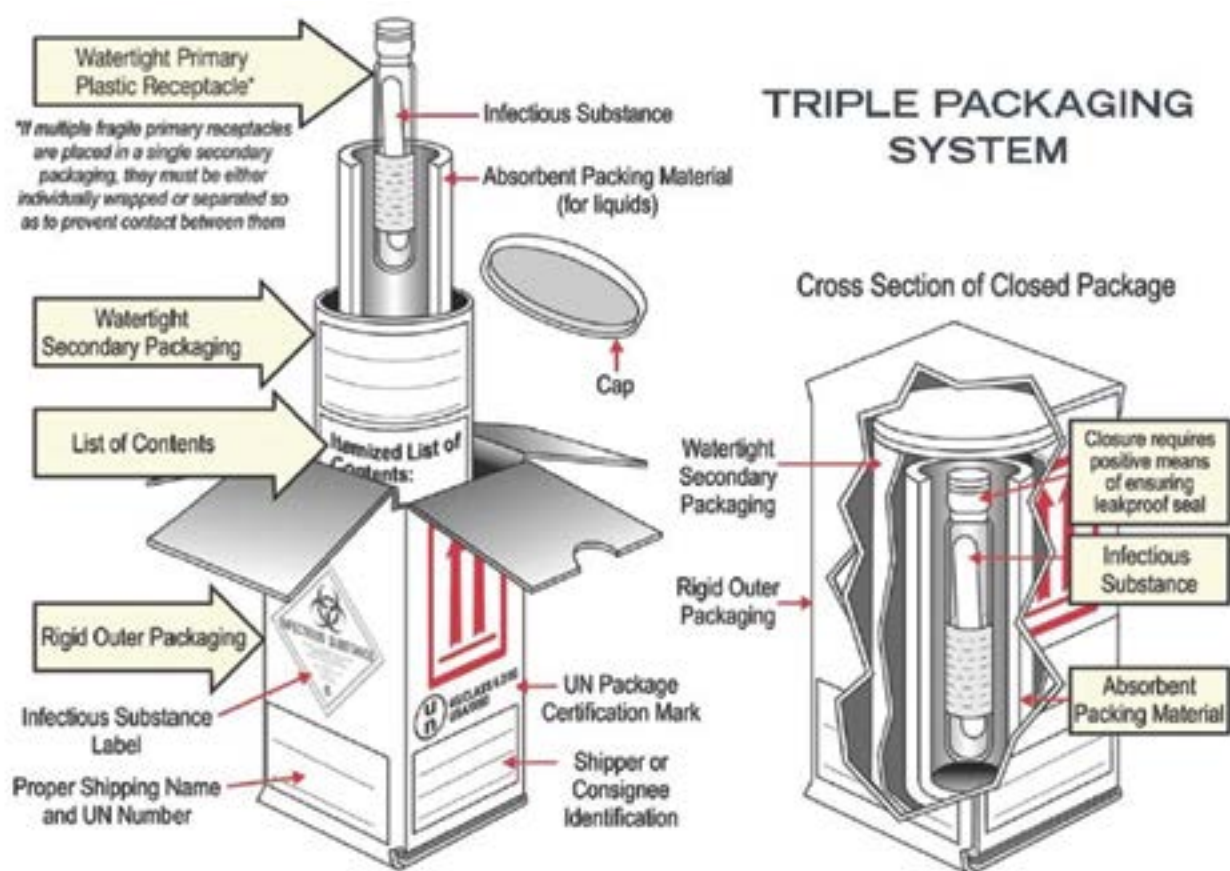 TRIPLE PACKAGING
SYSTEM
Watertight Primary
Plastic Receptacle*
*If multiple fragile primary receptacles
are placed in a single secondary
packaging, they must be either
individually wrapped or separated so
as to prevent contact between them
Infectious Substance
Absorbent Packing Material
(for liquids)
Cap
Watertight
Secondary Packaging
List of Contents
Itemized List of
Contents:
Rigid Outer Packaging
INFECTIOUS SUBSTANCE
6
Infectious Substance
Label
Proper Shipping Name
and UN Number
u
n
UN Package
Certification Mark
Shipper or
Consignee
Identification
Cross Section of Closed Package
Watertight
Secondary
Packaging
Rigid Outer
Packaging
Closure requires
positive means
of ensuring
leakproof seal
Infectious
Substance
Absorbent
Packing Material